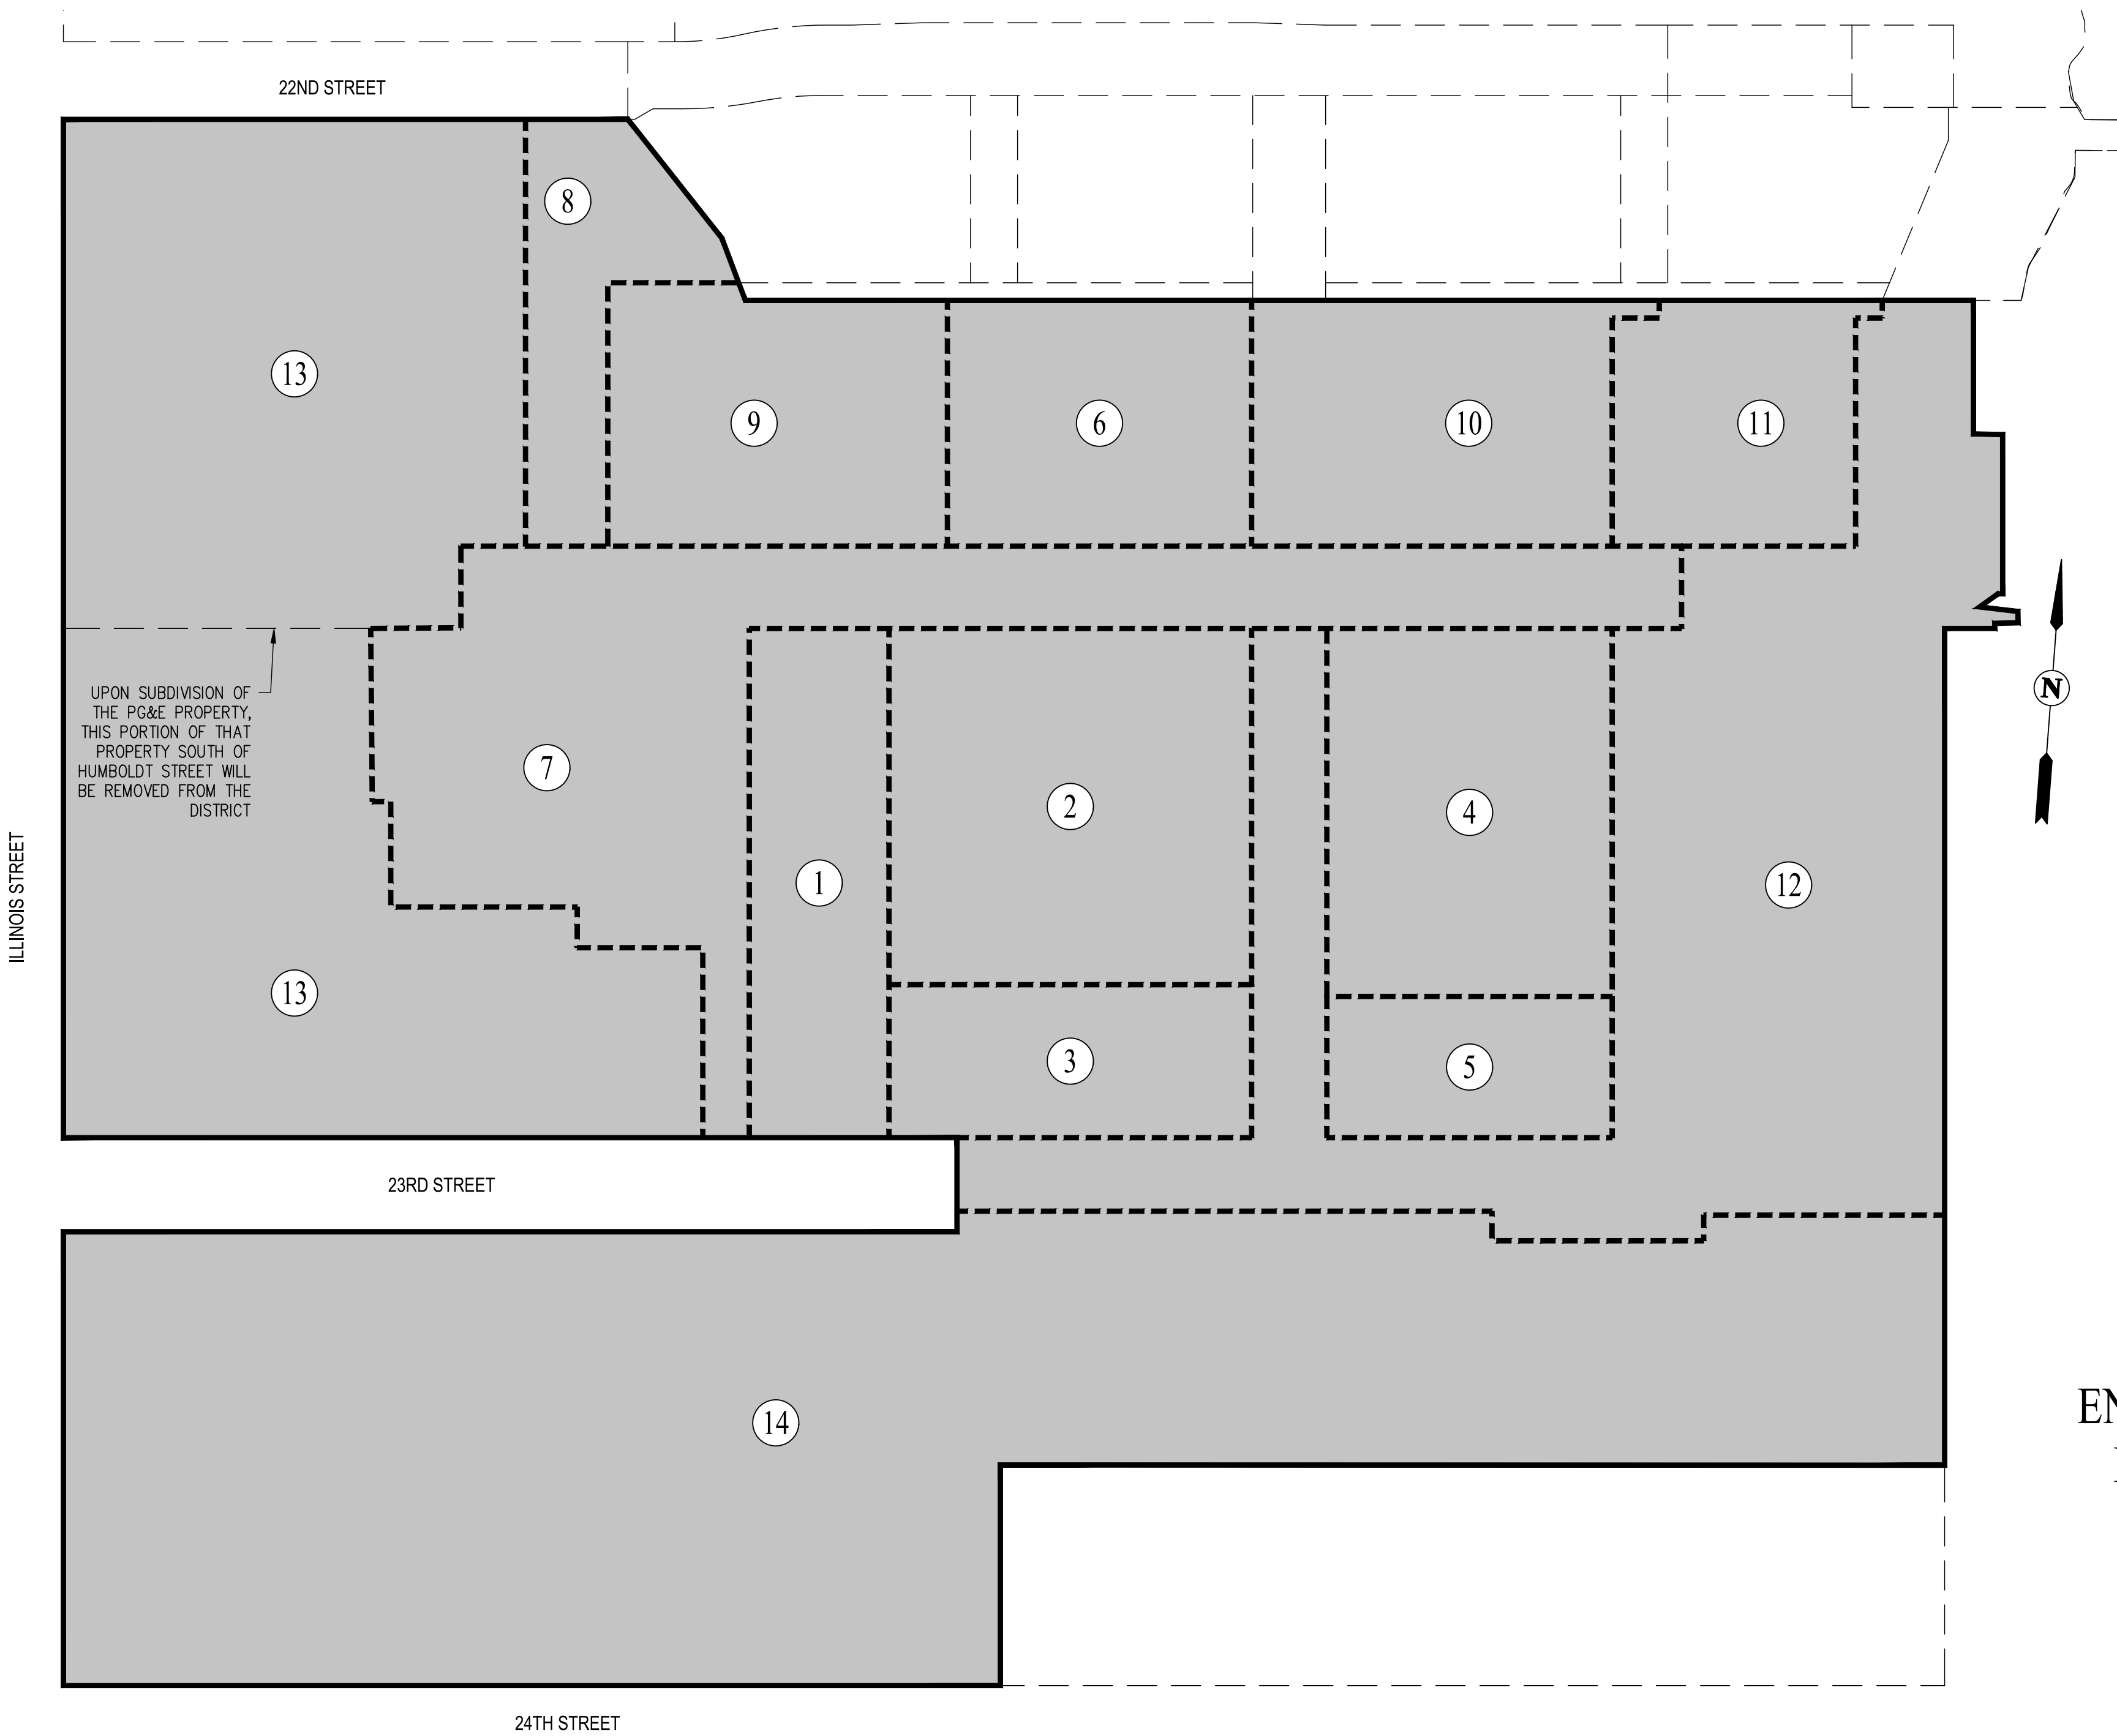 22ND STREET
8
13
9
6
10
11
UPON SUBDIVISION OF
THE PG&E PROPERTY,
THIS PORTION OF THAT
PROPERTY SOUTH OF
HUMBOLDT STREET WILL
BE REMOVED FROM THE
DISTRICT
N
7
2
4
1
12
ILLINOIS STREET
13
3
5
23RD STREET
EN
14
24TH STREET